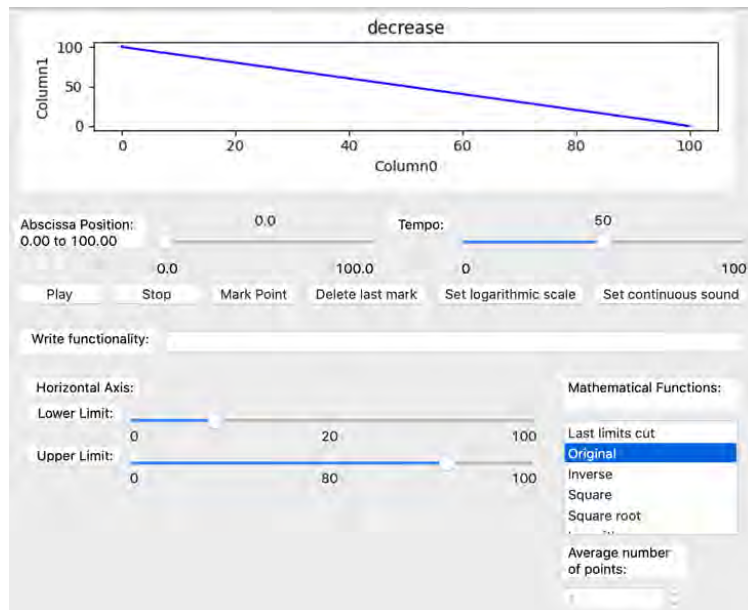 decrease
100
50
0
Column1
0 20 40 60 80 100
Column0
Abscissa Position:
0.00 to 100.00
0.0
0.0 100.0
Tempo:
50
0 100
Play Stop Mark Point Delete last mark Set logarithmic scale Set continuous sound
Write functionality:
Horizontal Axis:
Lower Limit:
0 20 100
Upper Limit:
0 80 100
Mathematical Functions:
Last limits cut
Original
Inverse
Square
Square root
Average number
of points: